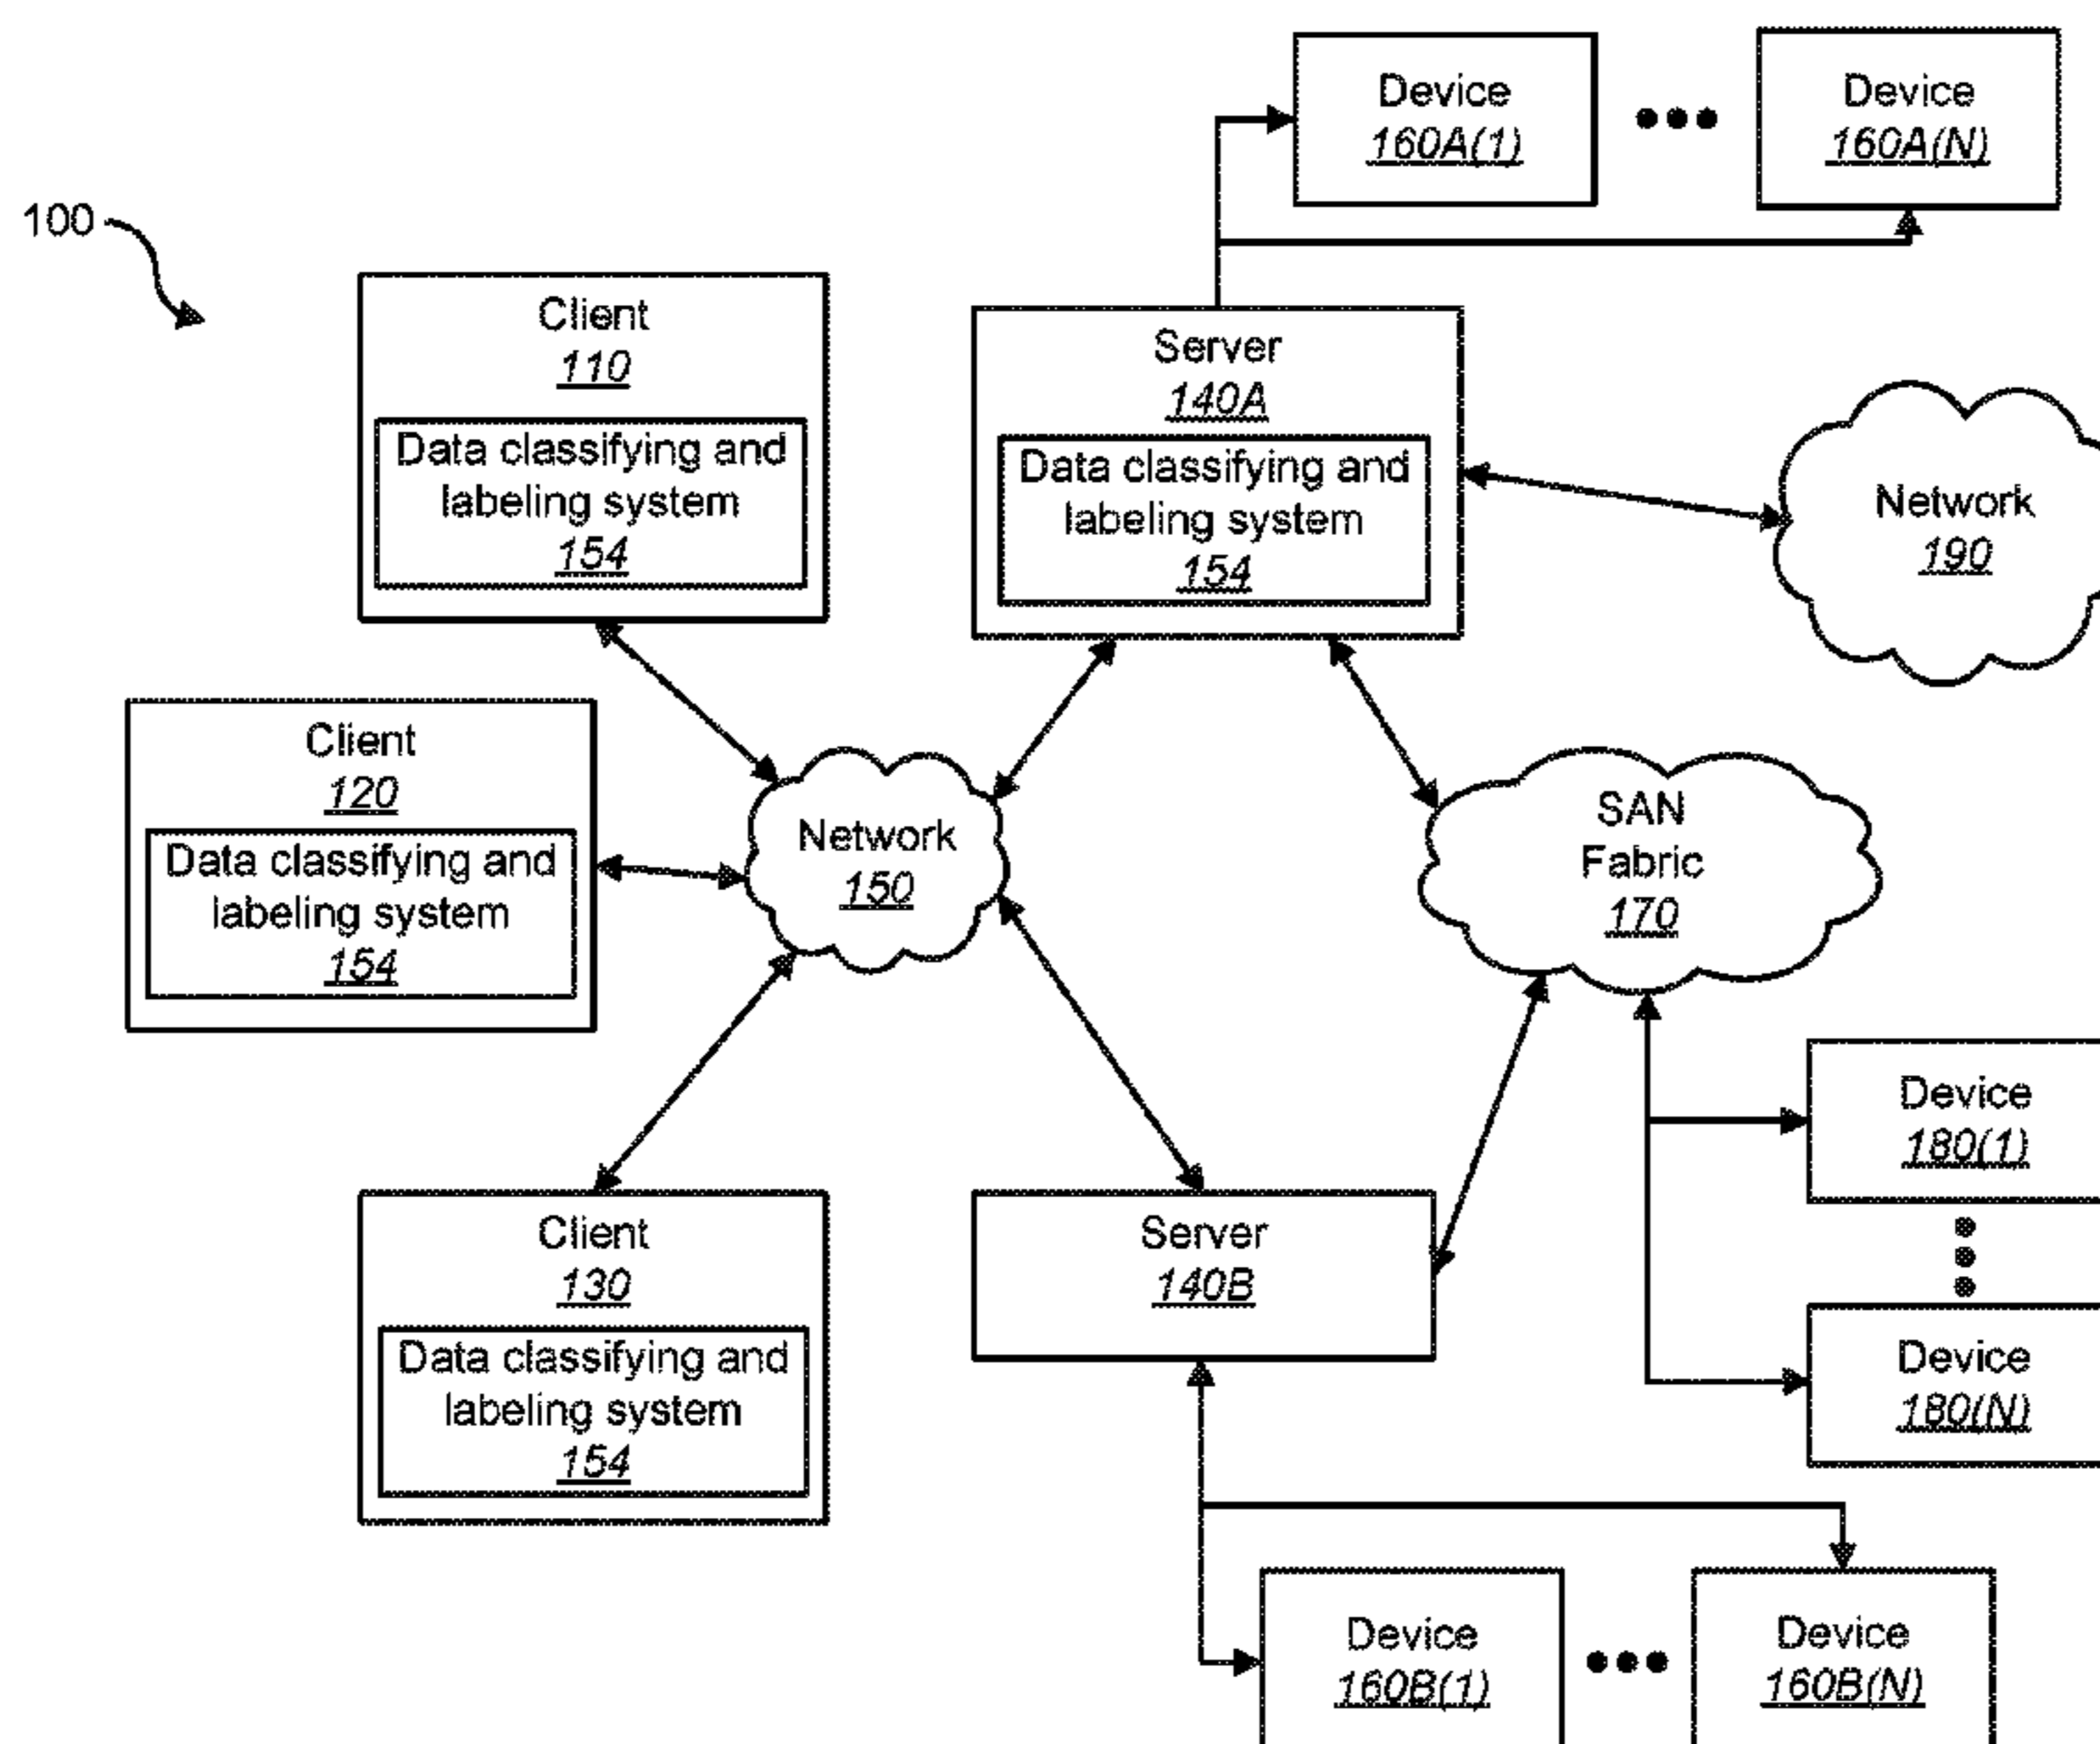 Device
160A(1)
Device
160A(N)
100
Client
110
Data classifying and
labeling system
154
Server
140A
Data classifying and
labeling system
154
Network
190
Client
120
Data classifying and
labeling system
154
Network
150
SAN
Fabric
170
Device
180(1)
Client
130
Data classifying and
labeling system
154
Server
140B
Device
180(N)
Device
160B(1)
Device
160B(N)